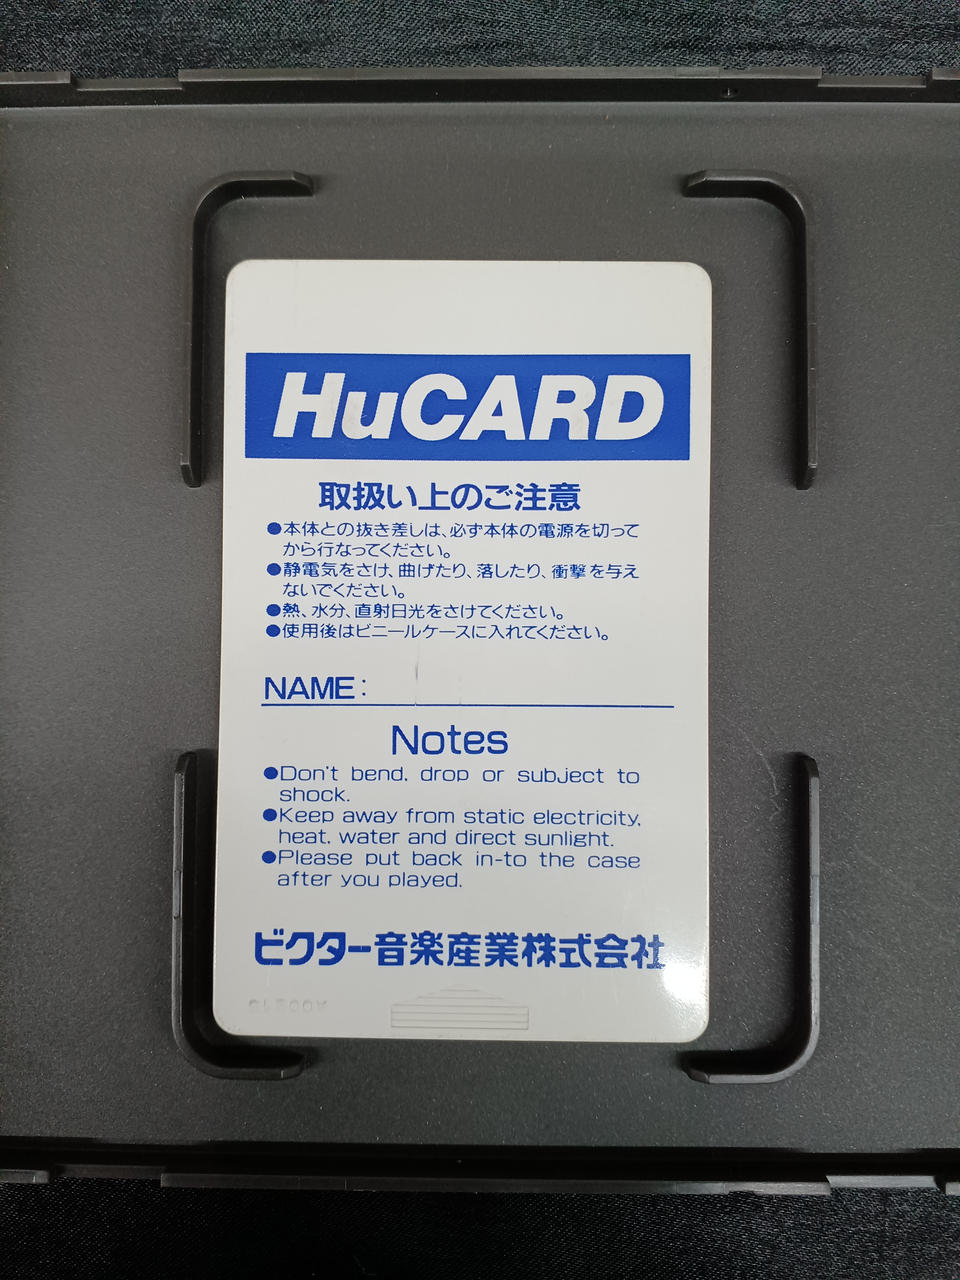 HuCARD
取扱い上のご注意
●本体との抜き差しは、必ず本体の電源を切って
から行なってください。
●静電気をさけ、曲げたり、落したり、衝撃を与え
ないでください。
●熱、水分、直射日光をさけてください。
●使用後はビニールケースに入れてください。
NAME:
Notes
●Don't bend, drop or subject to
shock.
●Keep away from static electricity,
heat, water and direct sunlight.
●Please put back in-to the case
after you played.
ビクター音楽産業株式会社